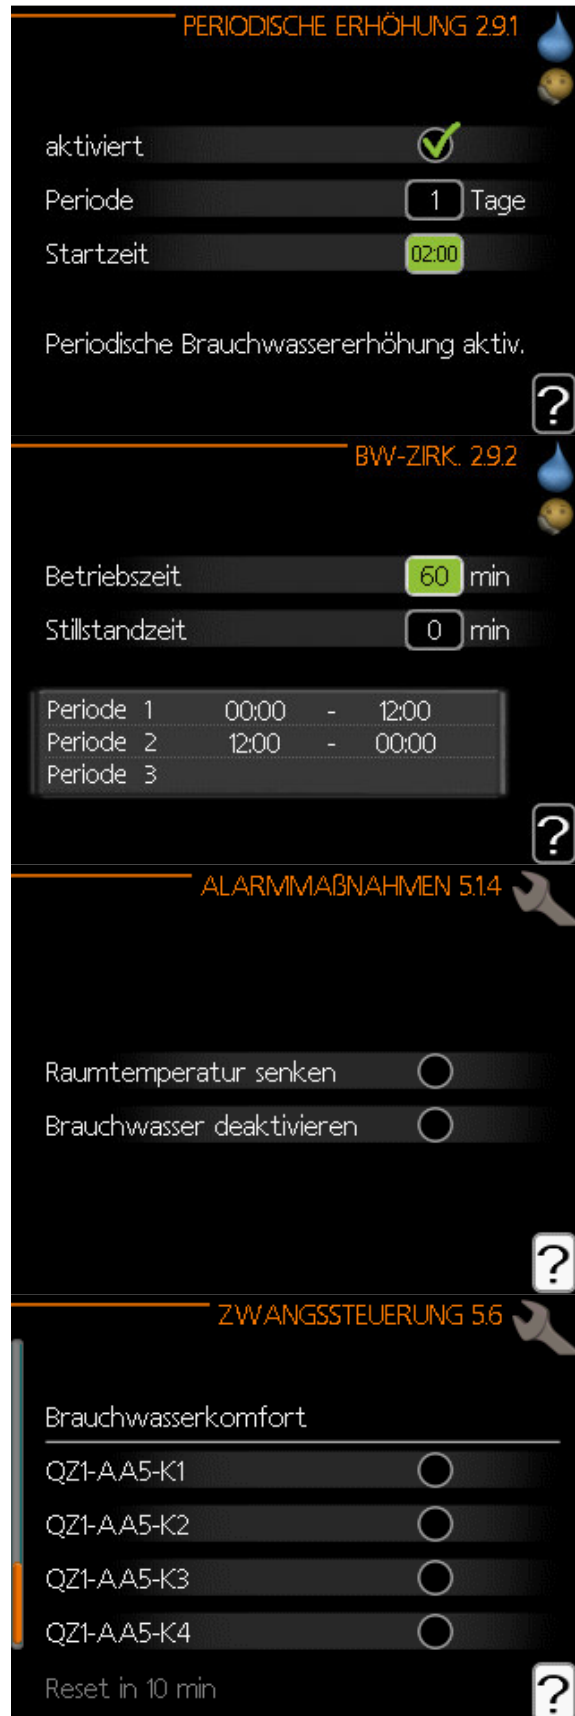 PERIODISCHE ERHÖHUNG 2.9.1
aktiviert
Periode 1 Tage
Startzeit 02:00
Periodische Brauchwassererhöhung aktiv.
?
BW-ZIRK. 2.9.2
Betriebszeit 60 min
Stillstandzeit 0 min
Periode 1 00:00 - 12:00
Periode 2 12:00 - 00:00
Periode 3
?
ALARMMAßNAHMEN 5.1.4
Raumtemperatur senken
Brauchwasser deaktivieren
?
ZWANGSSTEUERUNG 5.6
Brauchwasserkomfort
QZ1-AA5-K1
QZ1-AA5-K2
QZ1-AA5-K3
QZ1-AA5-K4
Reset in 10 min
?